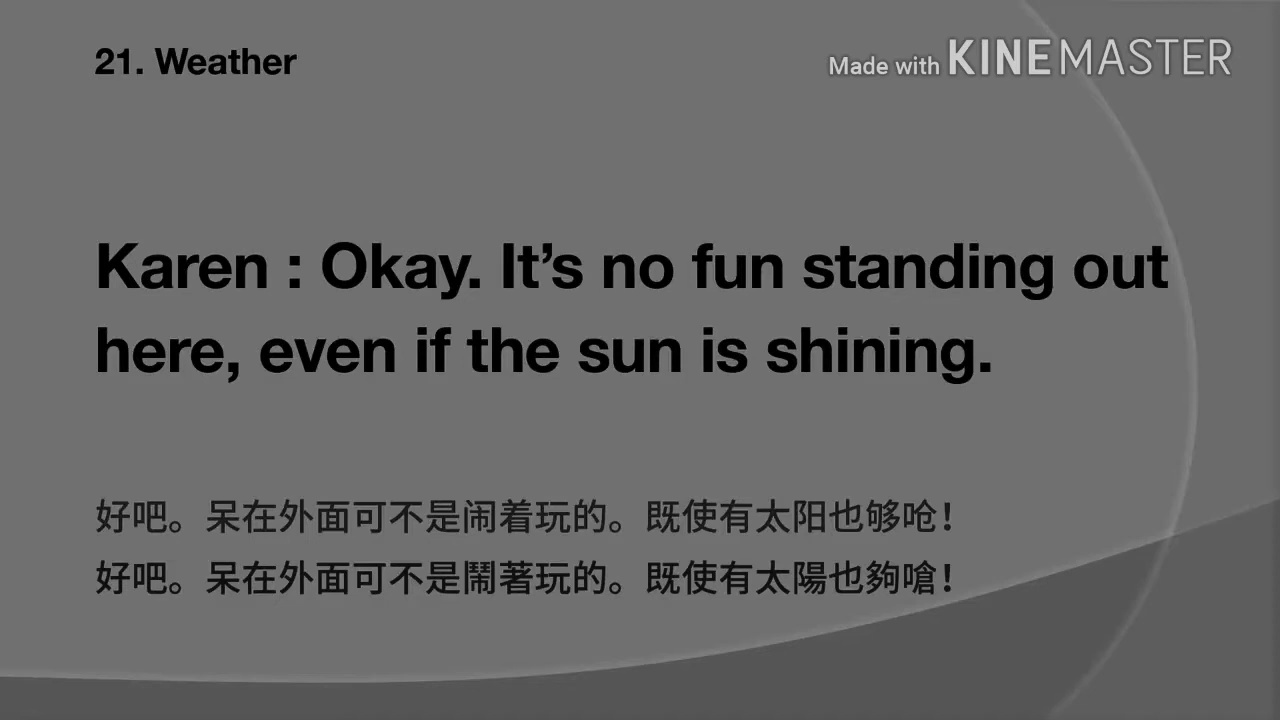 21. Weather
Made with KINEMASTER
Karen : Okay. It’s no fun standing out
here, even if the sun is shining.
好吧。呆在外面可不是闹着玩的。既使有太阳也够呛！
好吧。呆在外面可不是鬧著玩的。既使有太陽也夠嗆！